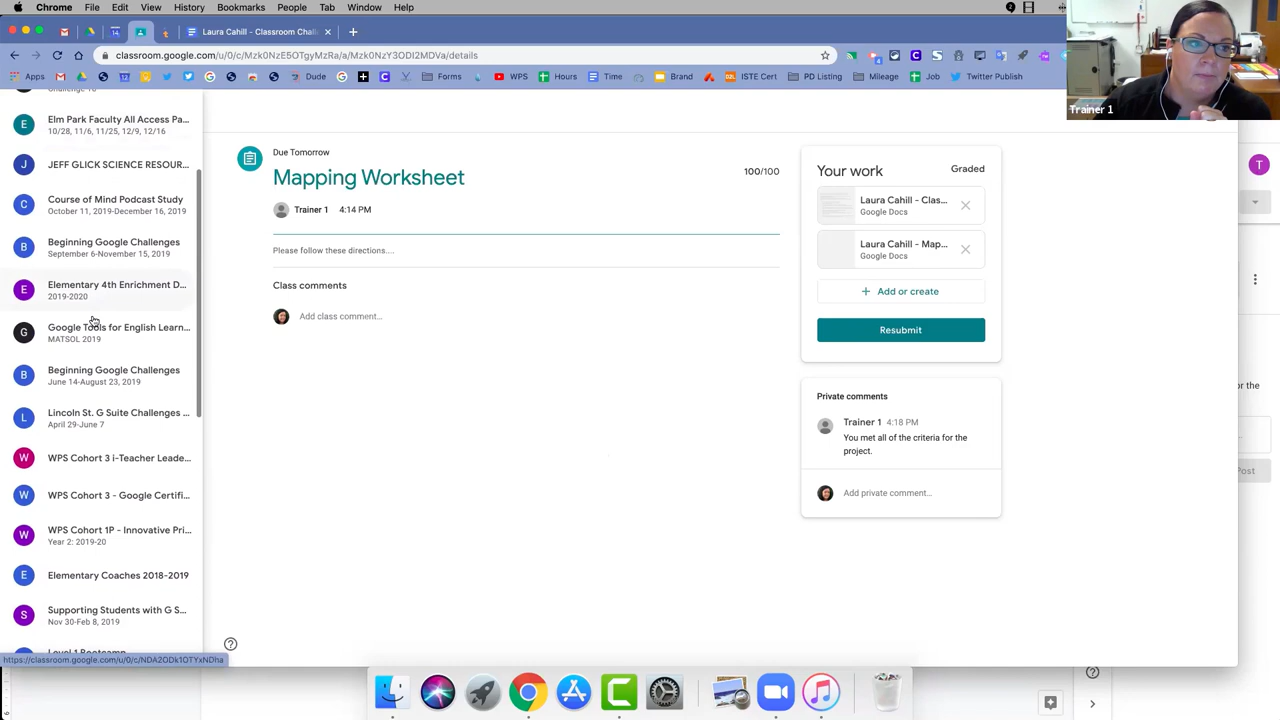 Chrome File Edit View History Bookmarks People Tab Window Help
Laura Cahill - Classroom Chall
classroom.google.com/u/0/c/Mzk0NzE5OTgyMzRa/a/Mzk0NzY3ODI2MDVa/details
Apps Dude Forms WPS Hours Time Brand ISTE Cert PD Listing Mileage Job Twitter Publish
Trainer 1
Challenge 10
Elm Park Faculty All Access Pa...
10/28, 11/6, 11/25, 12/9, 12/16
JEFF GLICK SCIENCE RESOUR...
Course of Mind Podcast Study
October 11, 2019-December 16, 2019
Beginning Google Challenges
September 6-November 15, 2019
Elementary 4th Enrichment D...
2019-2020
Google Tools for English Learn...
MATSOL 2019
Beginning Google Challenges
June 14-August 23, 2019
Lincoln St. G Suite Challenges ...
April 29-June 7
WPS Cohort 3 i-Teacher Leade...
WPS Cohort 3 - Google Certifi...
WPS Cohort 1P - Innovative Pri...
Year 2: 2019-20
Elementary Coaches 2018-2019
Supporting Students with G S...
Nov 30-Feb 8, 2019
Level 1 Bootcamp
https://classroom.google.com/u/0/c/NDA2ODk1OTYxNDha
Due Tomorrow
Mapping Worksheet
100/100
Trainer 1 4:14 PM
Please follow these directions....
Class comments
Add class comment...
Your work Graded
Laura Cahill - Clas...
Google Docs
Laura Cahill - Map...
Google Docs
+ Add or create
Resubmit
Private comments
Trainer 1 4:18 PM
You met all of the criteria for the
project.
Add private comment...
T
for the
Post